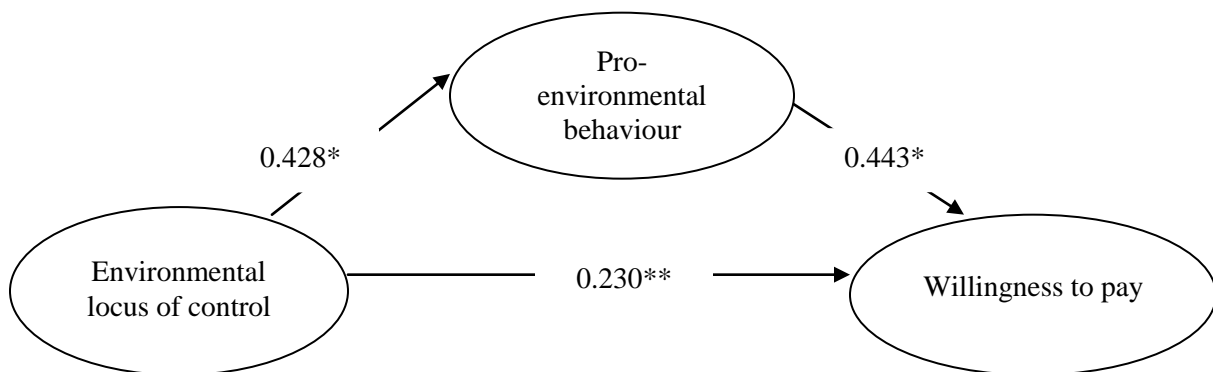 Pro-
environmental
behaviour
0.428*
0.443*
Environmental
locus of control
0.230**
Willingness to pay